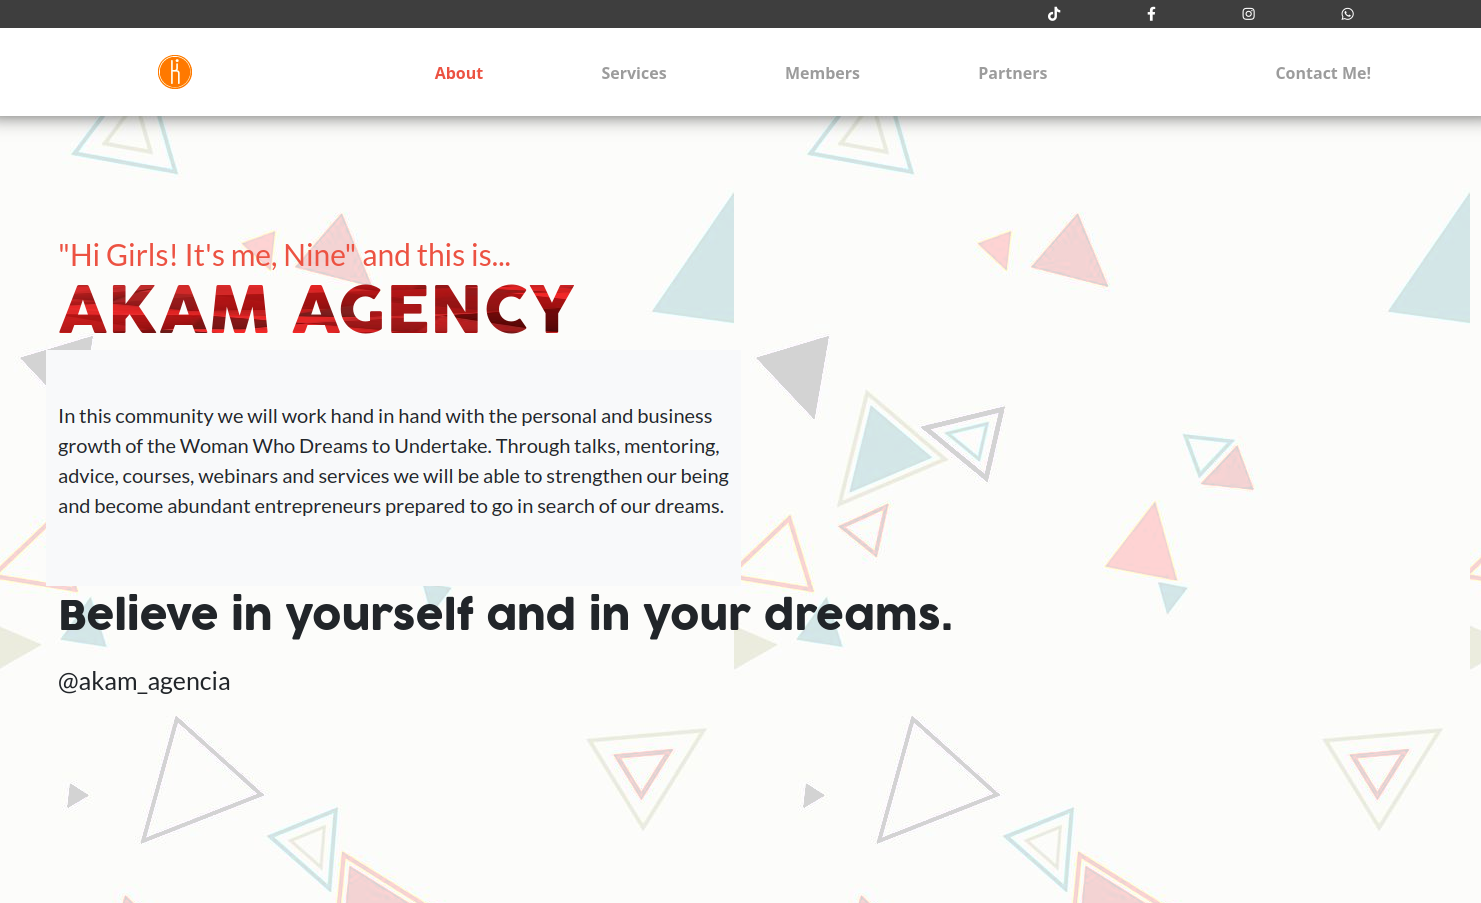 About
Services
Members
Partners
Contact Me!
"Hi Girls! It's me, Nine" and this is...
AKAM AGENCY
In this community we will work hand in hand with the personal and business
growth of the Woman Who Dreams to Undertake. Through talks, mentoring,
advice, courses, webinars and services we will be able to strengthen our being
and become abundant entrepreneurs prepared to go in search of our dreams.
Believe in yourself and in your dreams.
@akam_agencia